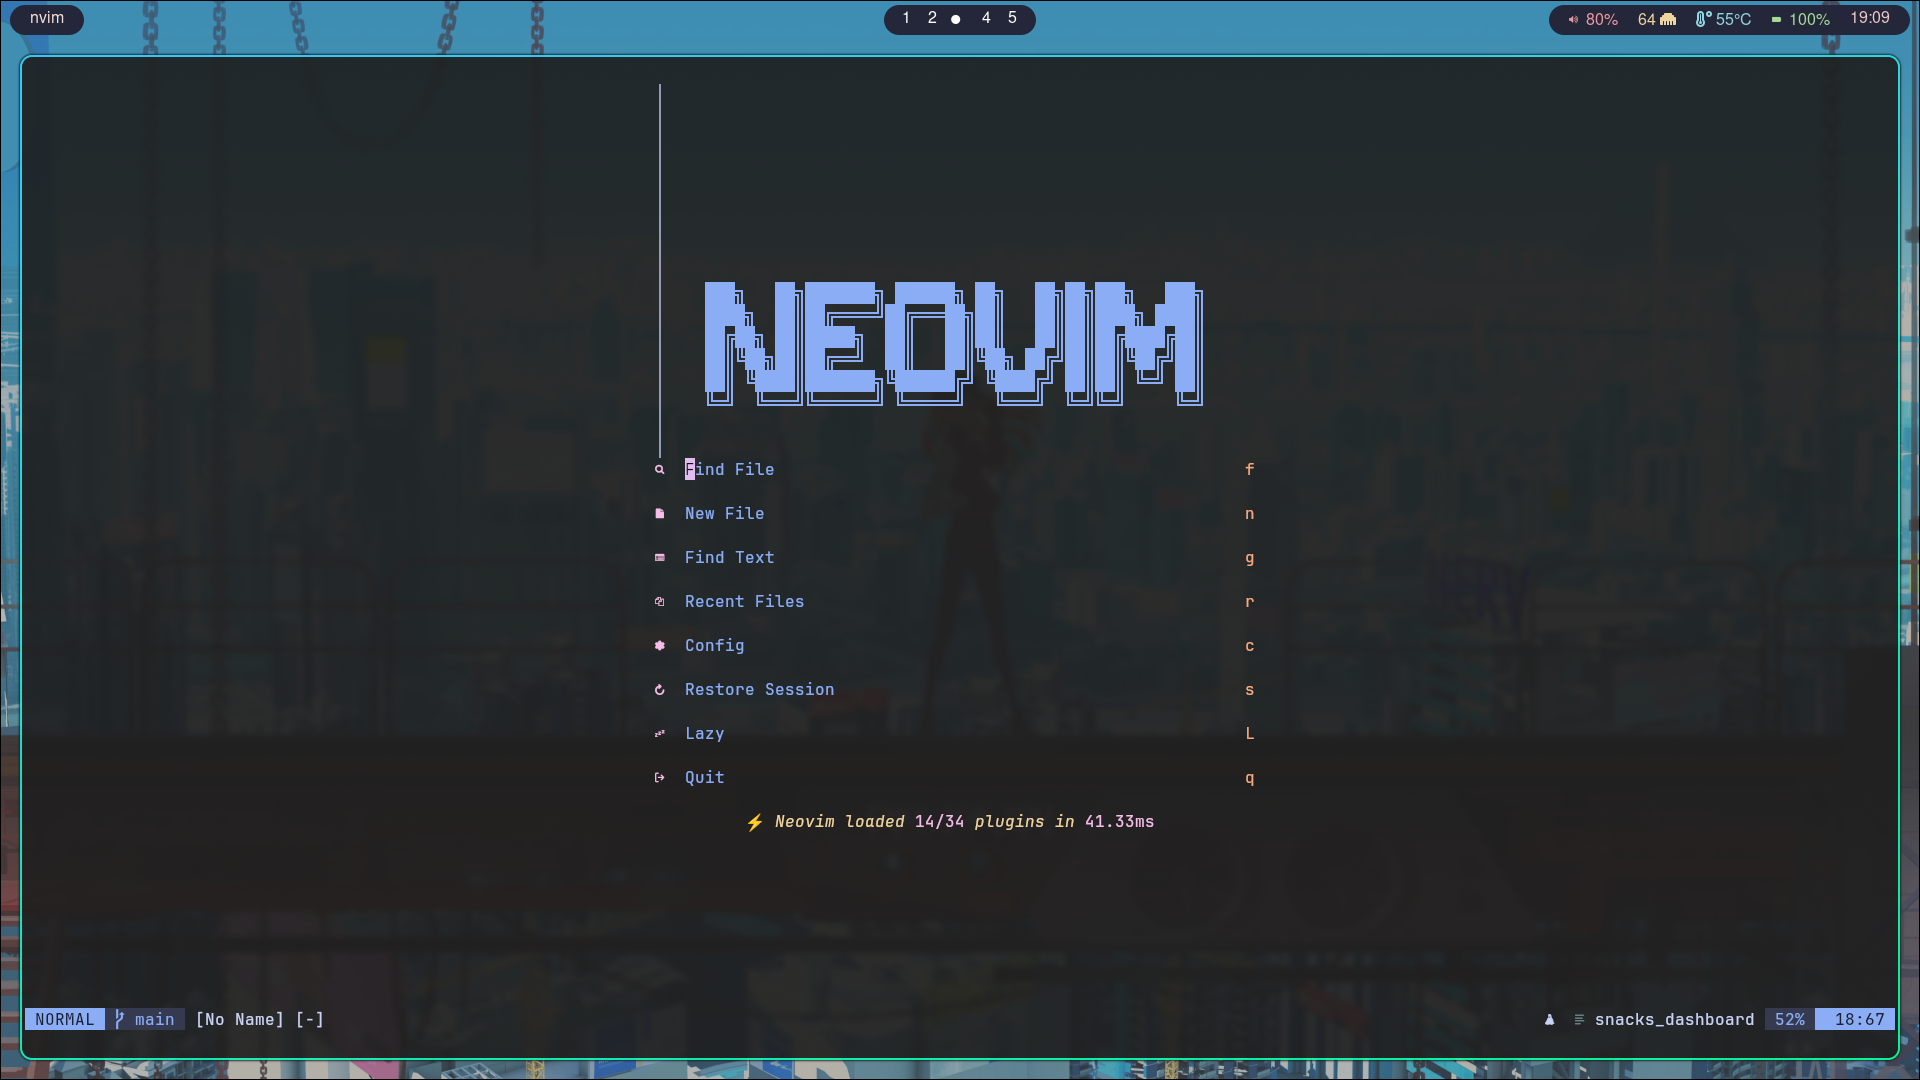 nvim
1 2 4 5
80% 64 55°C 100% 19:09
NEOVIM
Find File f
New File n
Find Text g
Recent Files r
Config c
Restore Session s
Lazy L
Quit q
⚡ Neovim loaded 14/34 plugins in 41.33ms
NORMAL main [No Name] [-] snacks_dashboard 52% 18:67